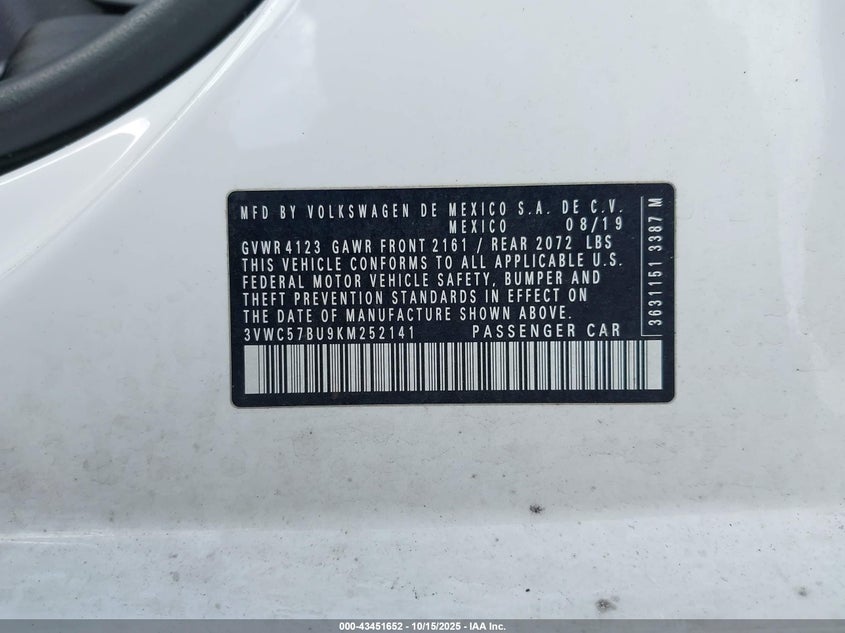 MFD BY VOLKSWAGEN DE MEXICO S.A. DE C.V.
MEXICO 08/19
GVWR 4123 GAWR FRONT 2161 / REAR 2072 LBS
THIS VEHICLE CONFORMS TO ALL APPLICABLE U.S.
FEDERAL MOTOR VEHICLE SAFETY, BUMPER AND
THEFT PREVENTION STANDARDS IN EFFECT ON
THE DATE OF MANUFACTURE SHOWN ABOVE.
3VWC57BU9KM252141 PASSENGER CAR
3631151 3387 M
000-43451652 - 10/15/2025 - IAA Inc.